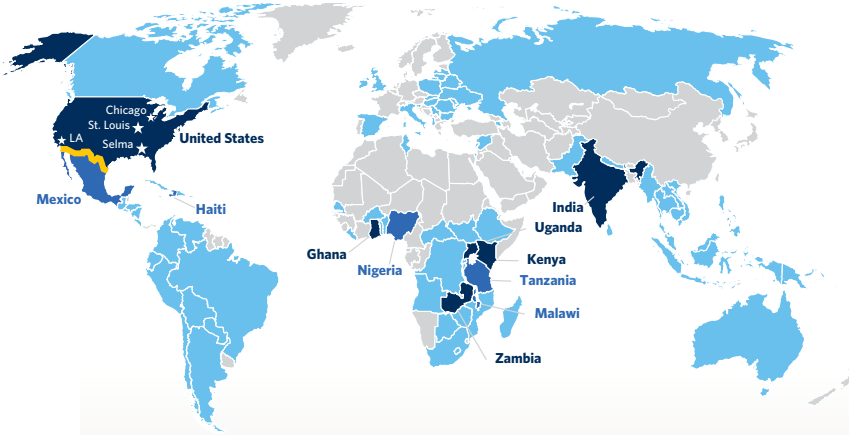 Chicago
St. Louis
LA
Selma
United States
Mexico
Haiti
India
Uganda
Ghana
Kenya
Nigeria
Tanzania
Malawi
Zambia